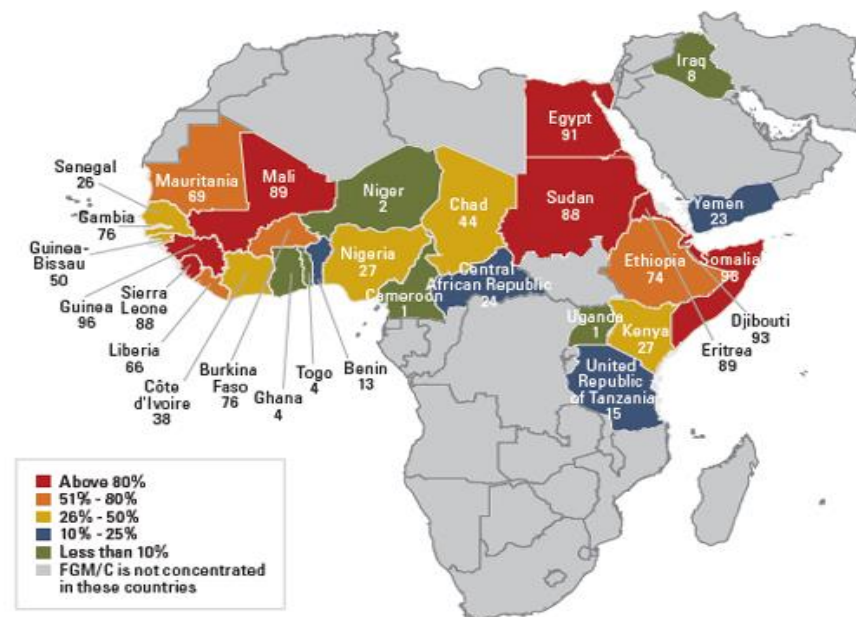 Iraq
8
Egypt
91
Senegal
26
Mauritania
69
Mali
89
Niger
2
Chad
44
Sudan
88
Yemen
23
Gambia
76
Guinea-
Bissau
50
Nigeria
27
Ethiopia
74
Somalia
98
Central
African Republic
24
Cameroon
1
Guinea
96
Sierra
Leone
88
Uganda
1
Kenya
27
Djibouti
93
Eritrea
89
Liberia
66
Côte
d'Ivoire
38
Burkina
Faso
76
Ghana
4
Togo
4
Benin
13
United
Republic
of Tanzania
15
Above 80%
51% - 80%
26% - 50%
10% - 25%
Less than 10%
FGM/C is not concentrated
in these countries